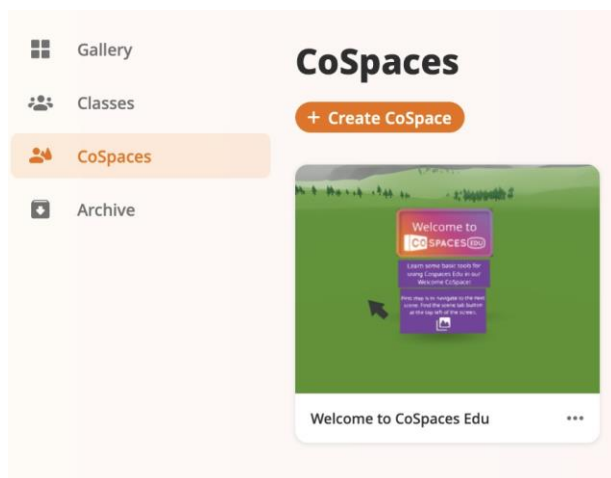 Gallery
Classes
CoSpaces
Archive
CoSpaces
+ Create CoSpace
Welcome to
CO SPACES EDU
Learn some basic tools for
using Cospaces Edu in our
Welcome CoSpace!
First step is to navigate to the next
scene. Find the scene tab button
at the top left of the screen.
Welcome to CoSpaces Edu